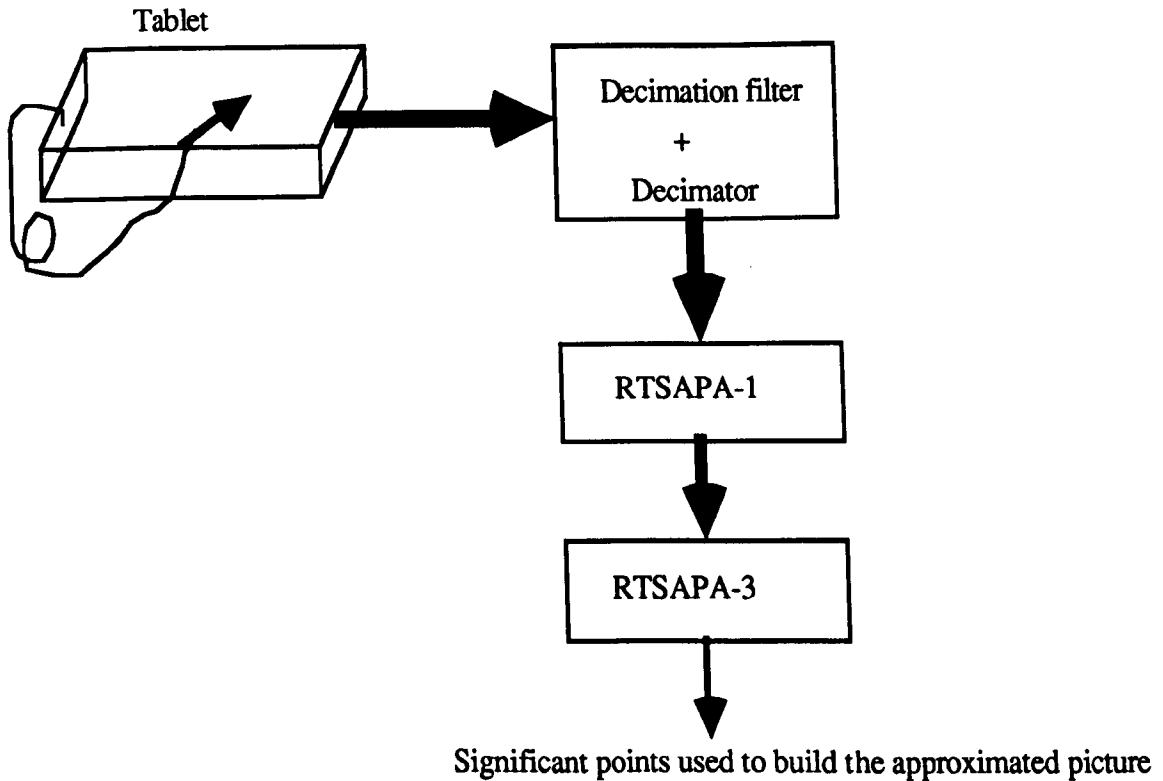 Tablet
Decimation filter
+
Decimator
RTSAPA-1
RTSAPA-3
Significant points used to build the approximated picture